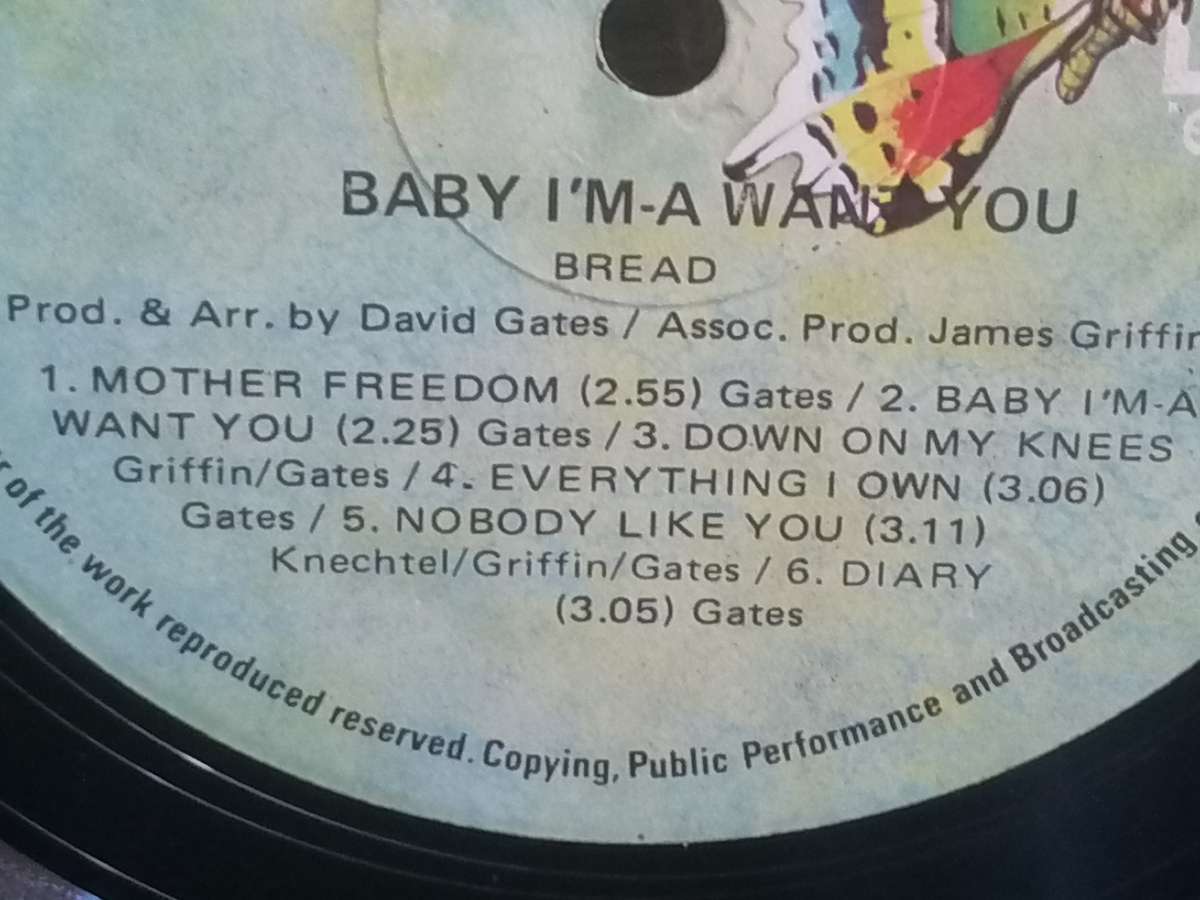 BABY I'M-A WANT YOU
BREAD
Prod. & Arr. by David Gates / Assoc. Prod. James Griffin
1. MOTHER FREEDOM (2.55) Gates / 2. BABY I'M-A
WANT YOU (2.25) Gates / 3. DOWN ON MY KNEES
Griffin/Gates / 4. EVERYTHING I OWN (3.06)
Gates / 5. NOBODY LIKE YOU (3.11)
Knechtel/Griffin/Gates / 6. DIARY
(3.05) Gates
of the work reproduced reserved. Copying, Public Performance and Broadcasting